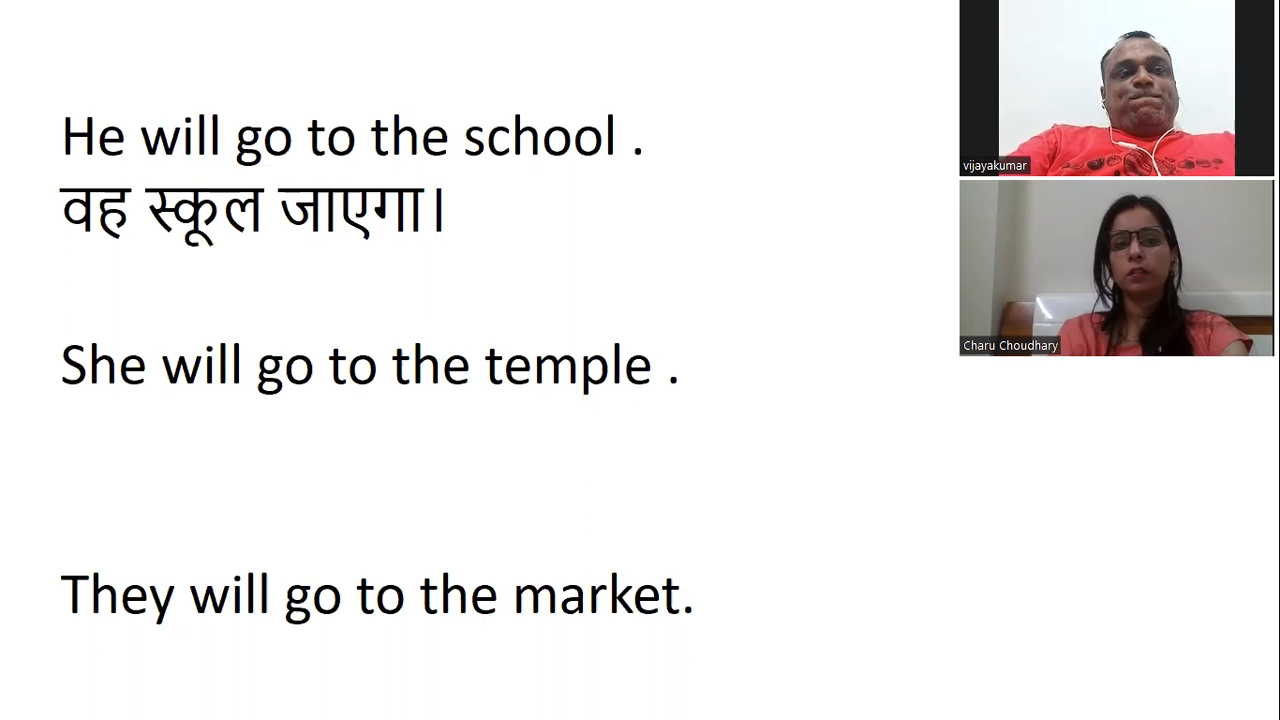 He will go to the school .
वह स्कूल जाएगा।
She will go to the temple .
They will go to the market.
vijayakumar
Charu Choudhary